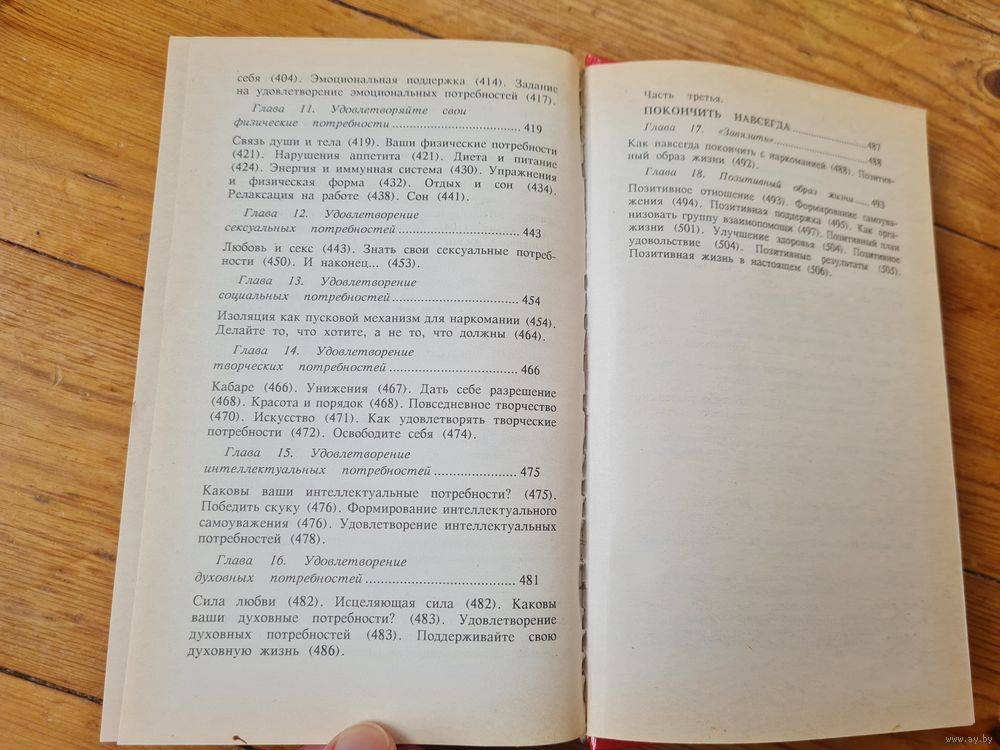 себя (404). Эмоциональная поддержка (414). Задание
на удовлетворение эмоциональных потребностей (417).
Глава 11. Удовлетворяйте свои
физические потребности ........................ 419
Связь души и тела (419). Ваши физические потребности
(421). Нарушения аппетита (421). Диета и питание
(424). Энергия и иммунная система (430). Упражнения
и физическая форма (432). Отдых и сон (434).
Релаксация на работе (438). Сон (441).
Глава 12. Удовлетворение
сексуальных потребностей ........................ 443
Любовь и секс (443). Знать свои сексуальные потреб-
ности (450). И наконец... (453).
Глава 13. Удовлетворение
социальных потребностей ........................ 454
Изоляция как пусковой механизм для наркомании (454).
Делайте то, что хотите, а не то, что должны (464).
Глава 14. Удовлетворение
творческих потребностей ........................ 466
Кабаре (466). Унижения (467). Дать себе разрешение
(468). Красота и порядок (468). Повседневное творчество
(470). Искусство (471). Как удовлетворять творческие
потребности (472). Освободите себя (474).
Глава 15. Удовлетворение
интеллектуальных потребностей ................ 475
Каковы ваши интеллектуальные потребности? (475).
Победить скуку (476). Формирование интеллектуального
самоуважения (476). Удовлетворение интеллектуальных
потребностей (478).
Глава 16. Удовлетворение
духовных потребностей ........................ 481
Сила любви (482). Исцеляющая сила (482). Каковы
ваши духовные потребности? (483). Удовлетворение
духовных потребностей (483). Поддерживайте свою
духовную жизнь (486).
Часть третья.
ПОКОНЧИТЬ НАВСЕГДА ................ 487
Глава 17. «Завязать» ........................ 488
Как навсегда покончить с наркоманией (488). Позитив-
ный образ жизни (492).
Глава 18. Позитивный образ жизни ...... 493
Позитивное отношение (493). Формирование самоува-
жения (494). Позитивная поддержка (495). Как орга-
низовать группу взаимопомощи (497). Позитивный план
жизни (501). Улучшение здоровья (504). Позитивное
удовольствие (504). Позитивные результаты (505).
Позитивная жизнь в настоящем (506).
www.ay.by